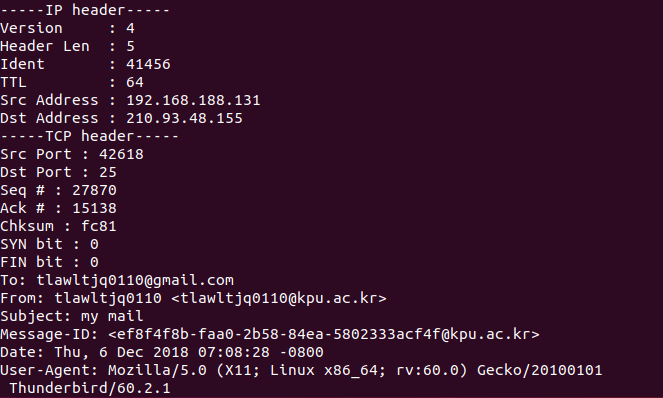 -----IP header-----
Version     : 4
Header Len  : 5
Ident       : 41456
TTL         : 64
Src Address : 192.168.188.131
Dst Address : 210.93.48.155
-----TCP header-----
Src Port : 42618
Dst Port : 25
Seq # : 27870
Ack # : 15138
Chksum : fc81
SYN bit : 0
FIN bit : 0
To: tlawltjq0110@gmail.com
From: tlawltjq0110 <tlawltjq0110@kpu.ac.kr>
Subject: my mail
Message-ID: <ef8f4f8b-faa0-2b58-84ea-5802333acf4f@kpu.ac.kr>
Date: Thu, 6 Dec 2018 07:08:28 -0800
User-Agent: Mozilla/5.0 (X11; Linux x86_64; rv:60.0) Gecko/20100101
 Thunderbird/60.2.1